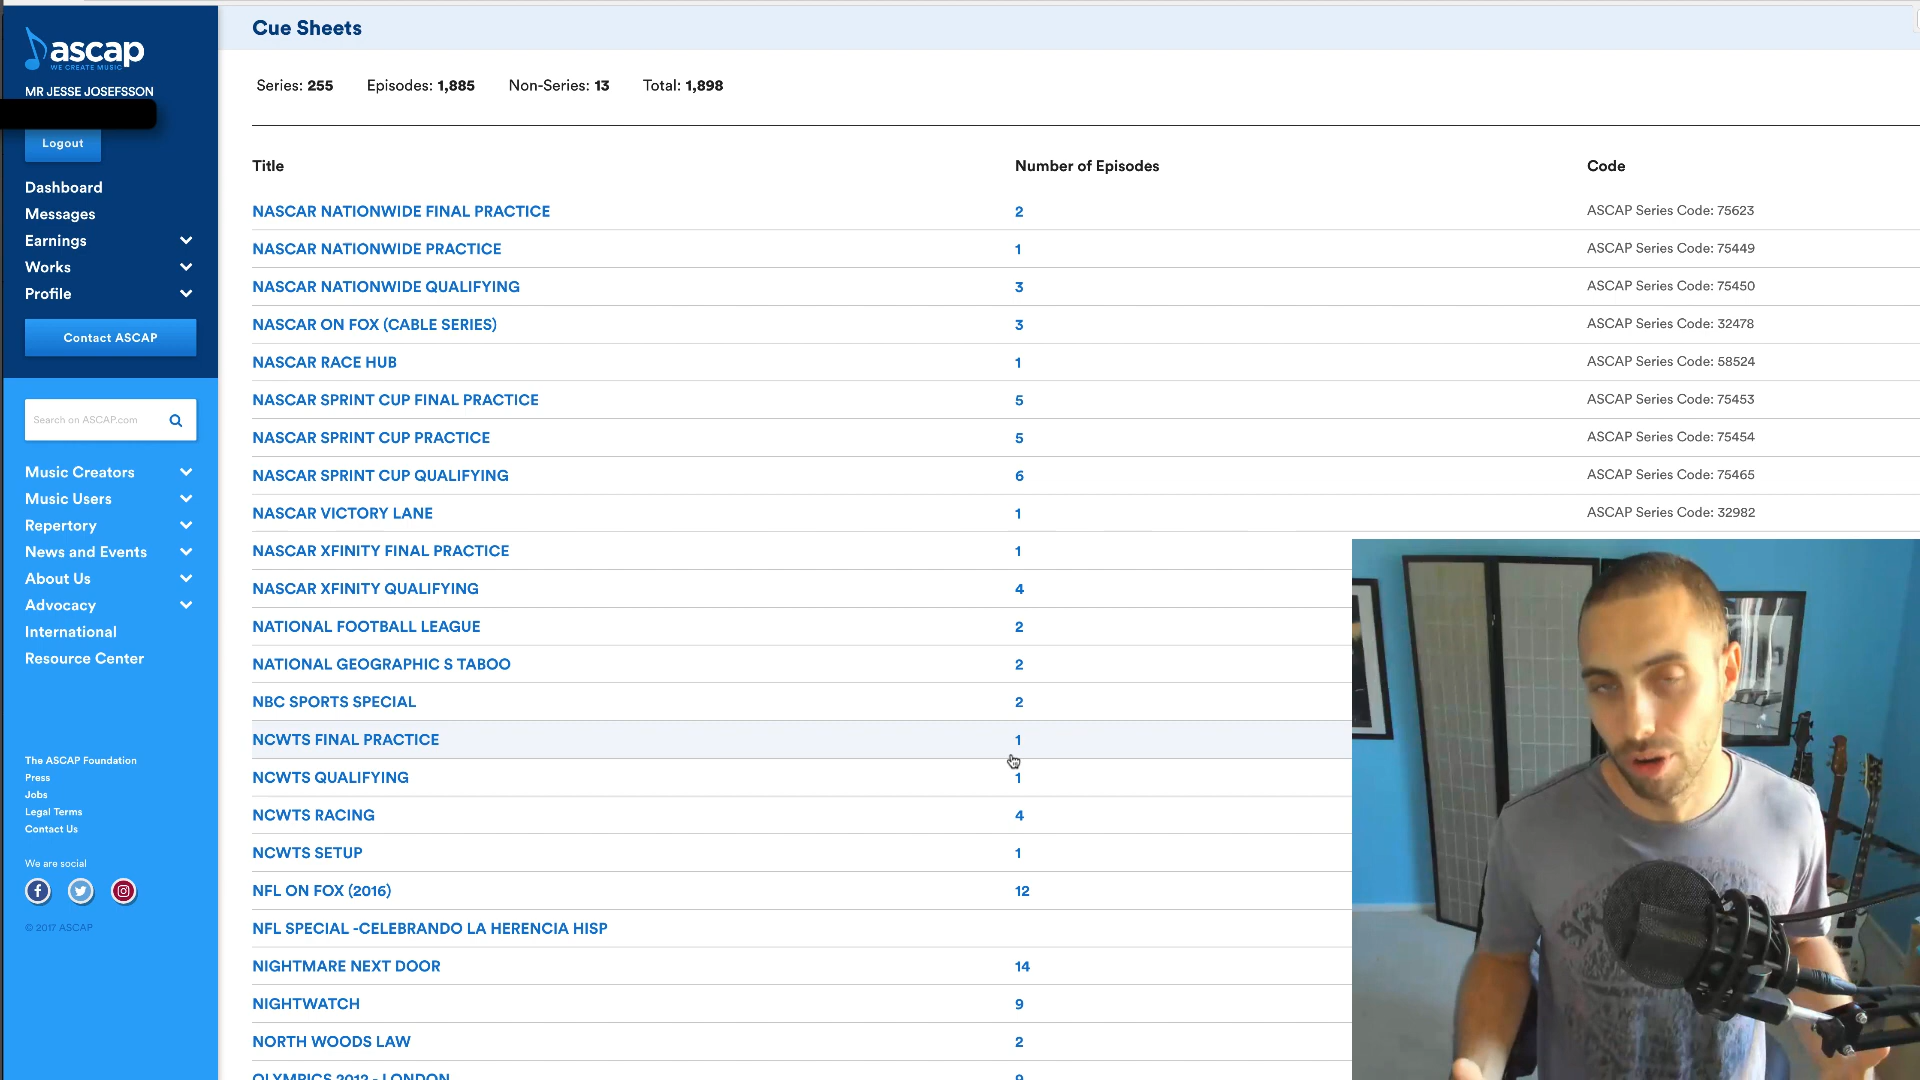 ascap
WE CREATE MUSIC
MR JESSE JOSEFSSON
Logout
Dashboard
Messages
Earnings
Works
Profile
Contact ASCAP
Search on ASCAP.com
Music Creators
Music Users
Repertory
News and Events
About Us
Advocacy
International
Resource Center
The ASCAP Foundation
Press
Jobs
Legal Terms
Contact Us
We are social
© 2017 ASCAP
Cue Sheets
Series: 255 Episodes: 1,885 Non-Series: 13 Total: 1,898
Title Number of Episodes Code
NASCAR NATIONWIDE FINAL PRACTICE 2 ASCAP Series Code: 75623
NASCAR NATIONWIDE PRACTICE 1 ASCAP Series Code: 75449
NASCAR NATIONWIDE QUALIFYING 3 ASCAP Series Code: 75450
NASCAR ON FOX (CABLE SERIES) 3 ASCAP Series Code: 32478
NASCAR RACE HUB 1 ASCAP Series Code: 58524
NASCAR SPRINT CUP FINAL PRACTICE 5 ASCAP Series Code: 75453
NASCAR SPRINT CUP PRACTICE 5 ASCAP Series Code: 75454
NASCAR SPRINT CUP QUALIFYING 6 ASCAP Series Code: 75465
NASCAR VICTORY LANE 1 ASCAP Series Code: 32982
NASCAR XFINITY FINAL PRACTICE 1
NASCAR XFINITY QUALIFYING 4
NATIONAL FOOTBALL LEAGUE 2
NATIONAL GEOGRAPHIC S TABOO 2
NBC SPORTS SPECIAL 2
NCWTS FINAL PRACTICE 1
NCWTS QUALIFYING 1
NCWTS RACING 4
NCWTS SETUP 1
NFL ON FOX (2016) 12
NFL SPECIAL -CELEBRANDO LA HERENCIA HISP
NIGHTMARE NEXT DOOR 14
NIGHTWATCH 9
NORTH WOODS LAW 2
OLYMPICS 2012 - LONDON